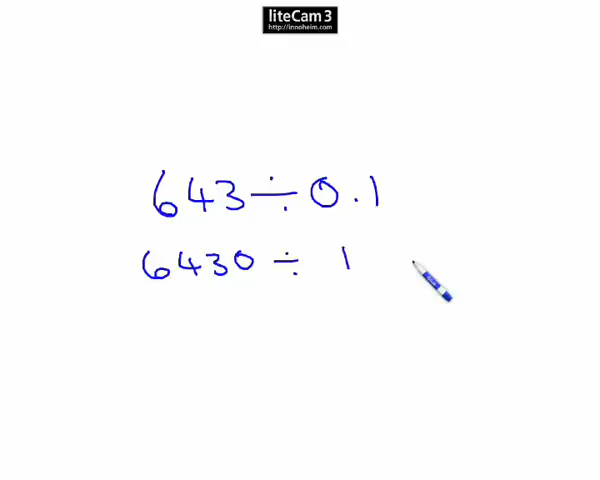 liteCam 3
http://innoheim.com
643 ÷ 0.1
6430 ÷ 1